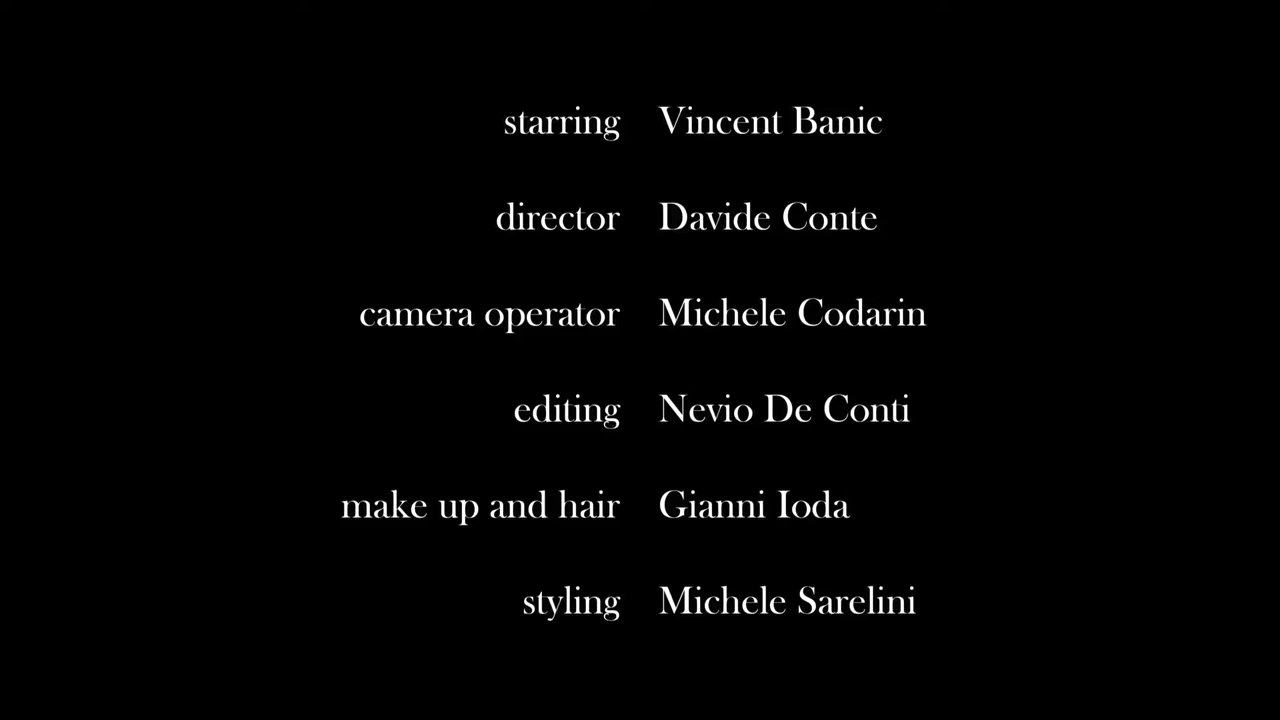 starring Vincent Banic
director Davide Conte
camera operator Michele Codarin
editing Nevio De Conti
make up and hair Gianni Ioda
styling Michele Sarelini